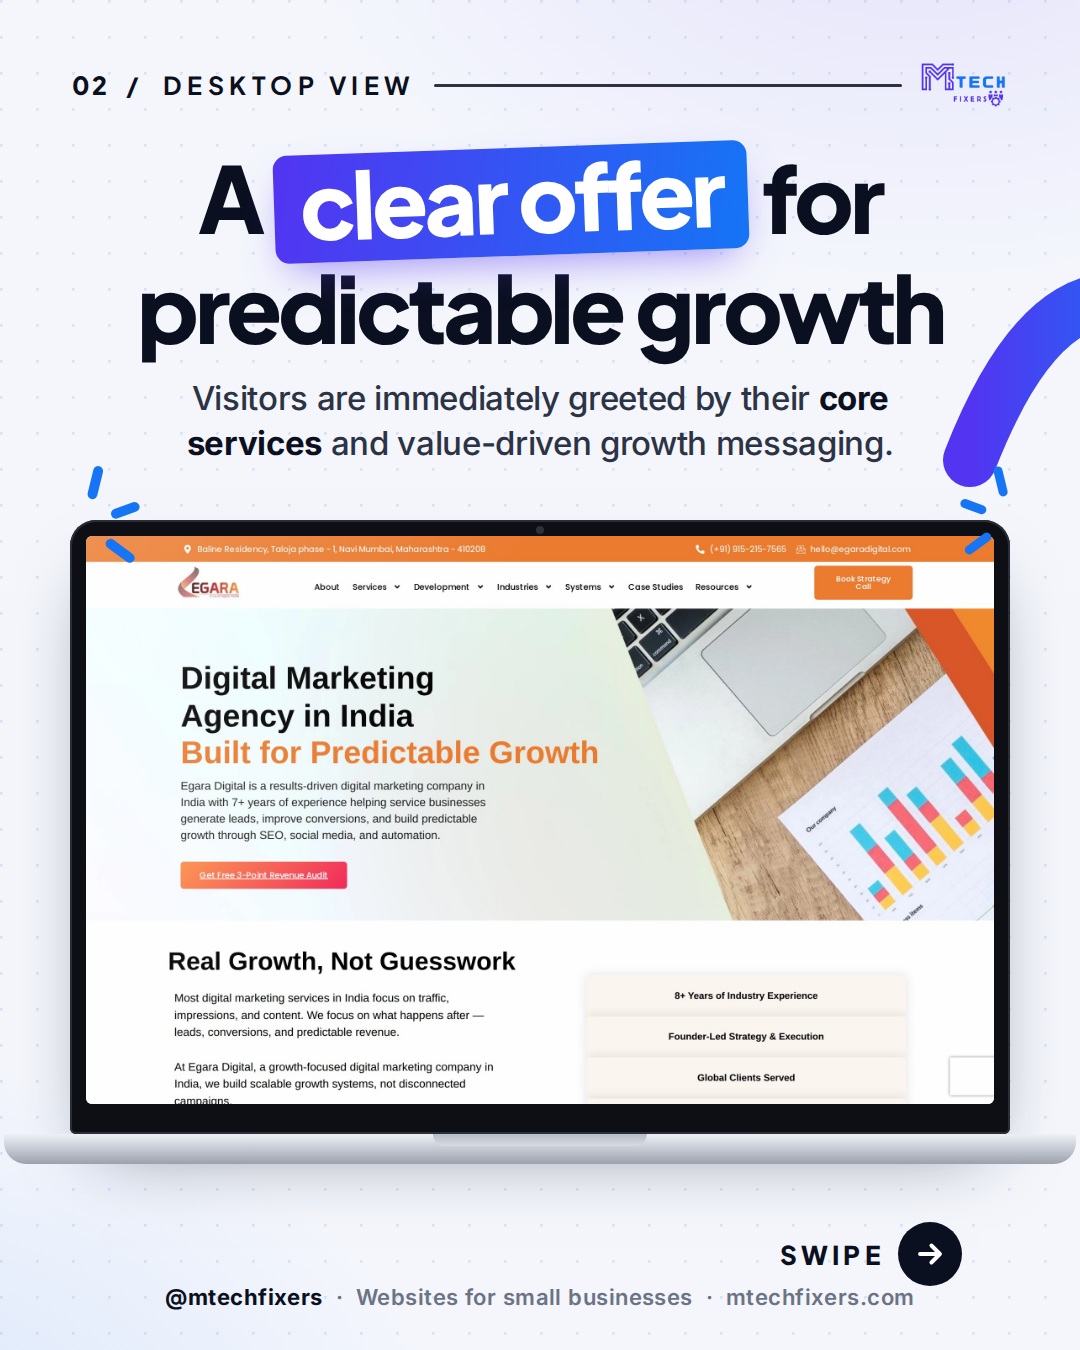 02 / DESKTOP VIEW
MTECH
FIXERS
A clear offer for
predictable growth
Visitors are immediately greeted by their core
services and value-driven growth messaging.
Baline Residency, Taloja phase - 1, Navi Mumbai, Maharashtra - 410208
(+91) 915-215-7565
hello@egaradigital.com
EGARA
About Services Development Industries Systems Case Studies Resources
Book Strategy
Call
Digital Marketing
Agency in India
Built for Predictable Growth
Egara Digital is a results-driven digital marketing company in
India with 7+ years of experience helping service businesses
generate leads, improve conversions, and build predictable
growth through SEO, social media, and automation.
Get Free 3-Point Revenue Audit
command
Our company
Real Growth, Not Guesswork
Most digital marketing services in India focus on traffic,
impressions, and content. We focus on what happens after —
leads, conversions, and predictable revenue.
At Egara Digital, a growth-focused digital marketing company in
India, we build scalable growth systems, not disconnected
campaigns.
8+ Years of Industry Experience
Founder-Led Strategy & Execution
Global Clients Served
SWIPE
@mtechfixers · Websites for small businesses · mtechfixers.com